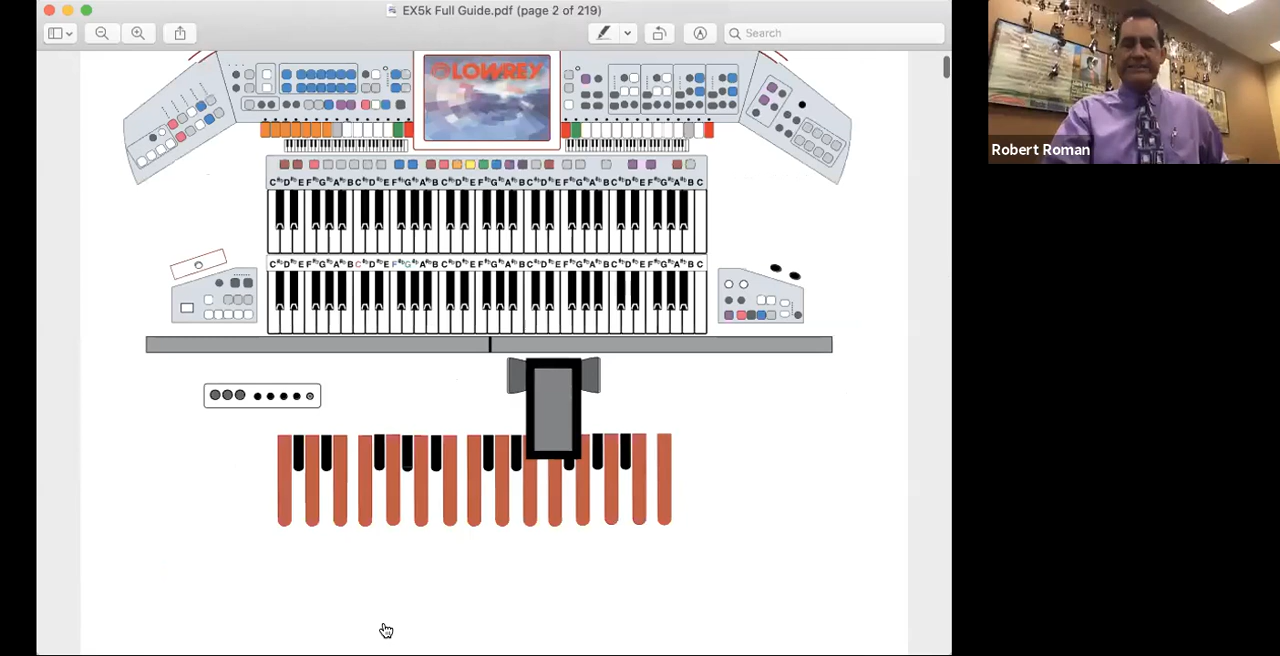 EX5k Full Guide.pdf (page 2 of 219)
Search
LOWREY
C C# D D# E F F# G G# A A# B C C# D D# E F F# G G# A A# B C C# D D# E F F# G G# A A# B C C# D D# E F F# G G# A A# B C C# D D# E F F# G G# A A# B C
Robert Roman